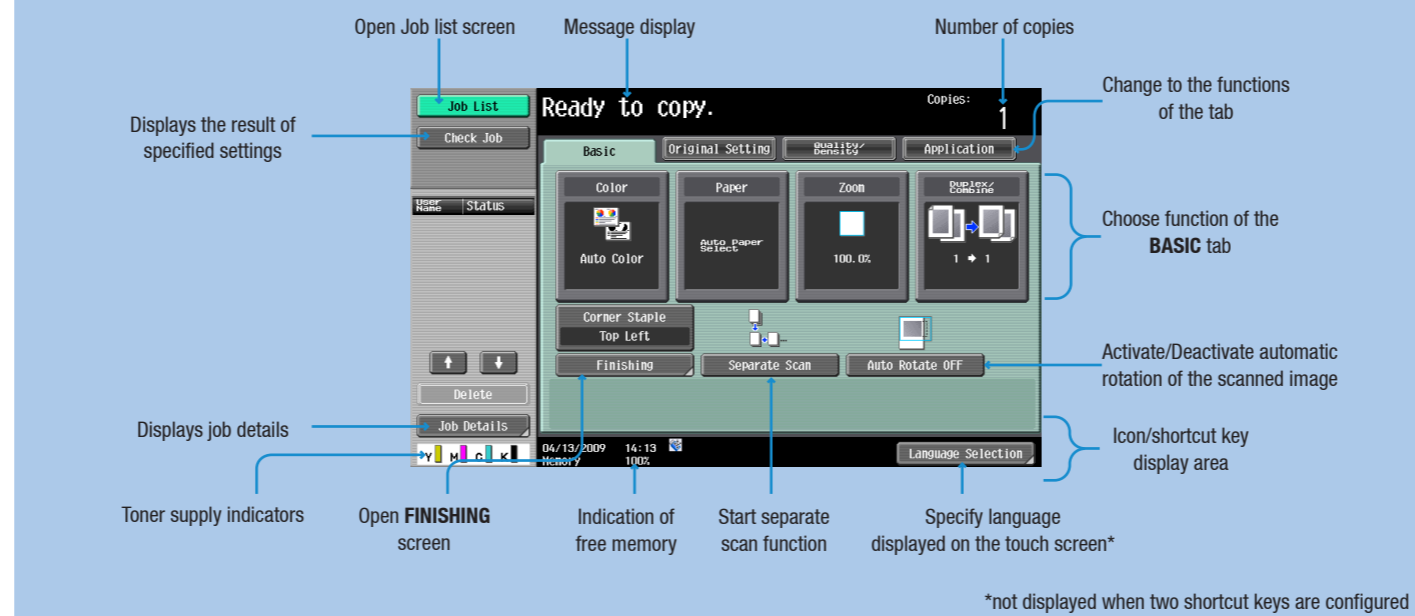 Open Job list screen
Message display
Number of copies
Change to the functions
of the tab
Displays the result of
specified settings
Job List
Check Job
Ready to copy.
Copies:
1
Basic
Original Setting
Quality/
Density
Application
User
Name
Status
Color
Auto Color
Paper
Auto Paper
Select
Zoom
100.0%
Duplex/
Combine
1 → 1
Choose function of the
BASIC tab
Corner Staple
Top Left
Finishing
Separate Scan
Auto Rotate OFF
Activate/Deactivate automatic
rotation of the scanned image
Delete
Job Details
Displays job details
Y M C K
04/13/2009 14:13
Memory 100%
Language Selection
Icon/shortcut key
display area
Toner supply indicators
Open FINISHING
screen
Indication of
free memory
Start separate
scan function
Specify language
displayed on the touch screen*
*not displayed when two shortcut keys are configured